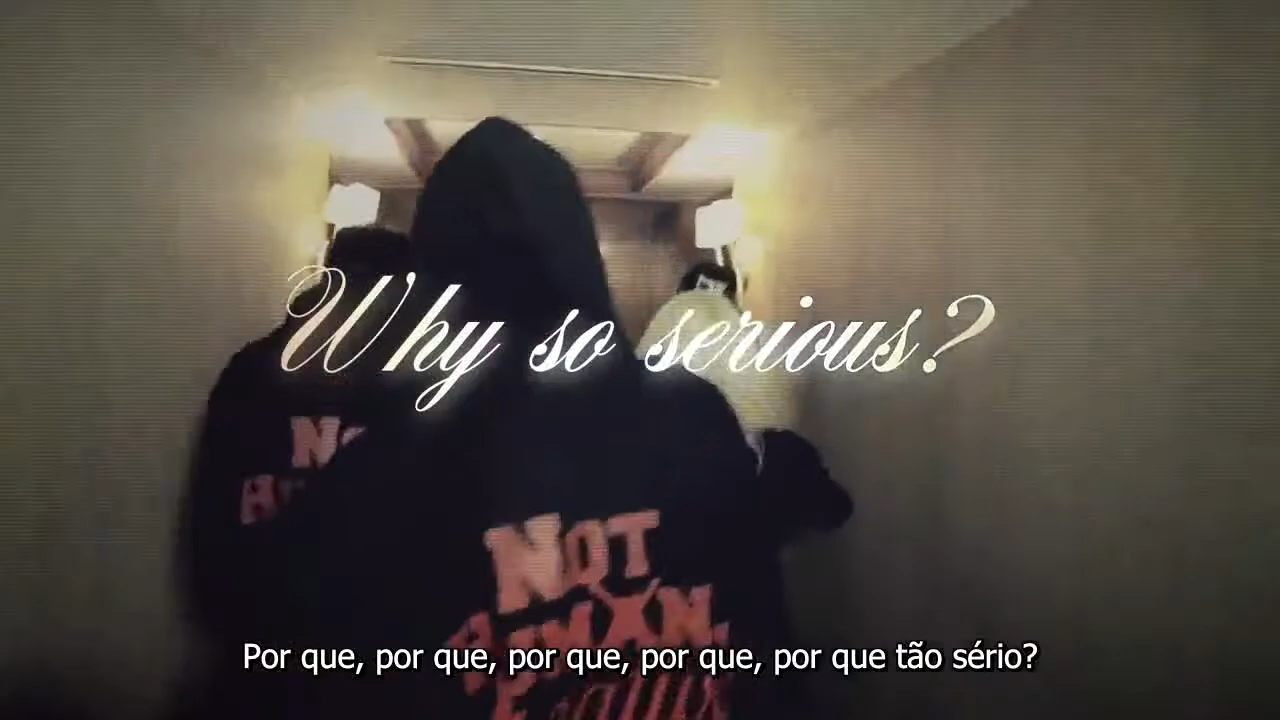 Why so serious?
NOT
Por que, por que, por que, por que, por que tão sério?